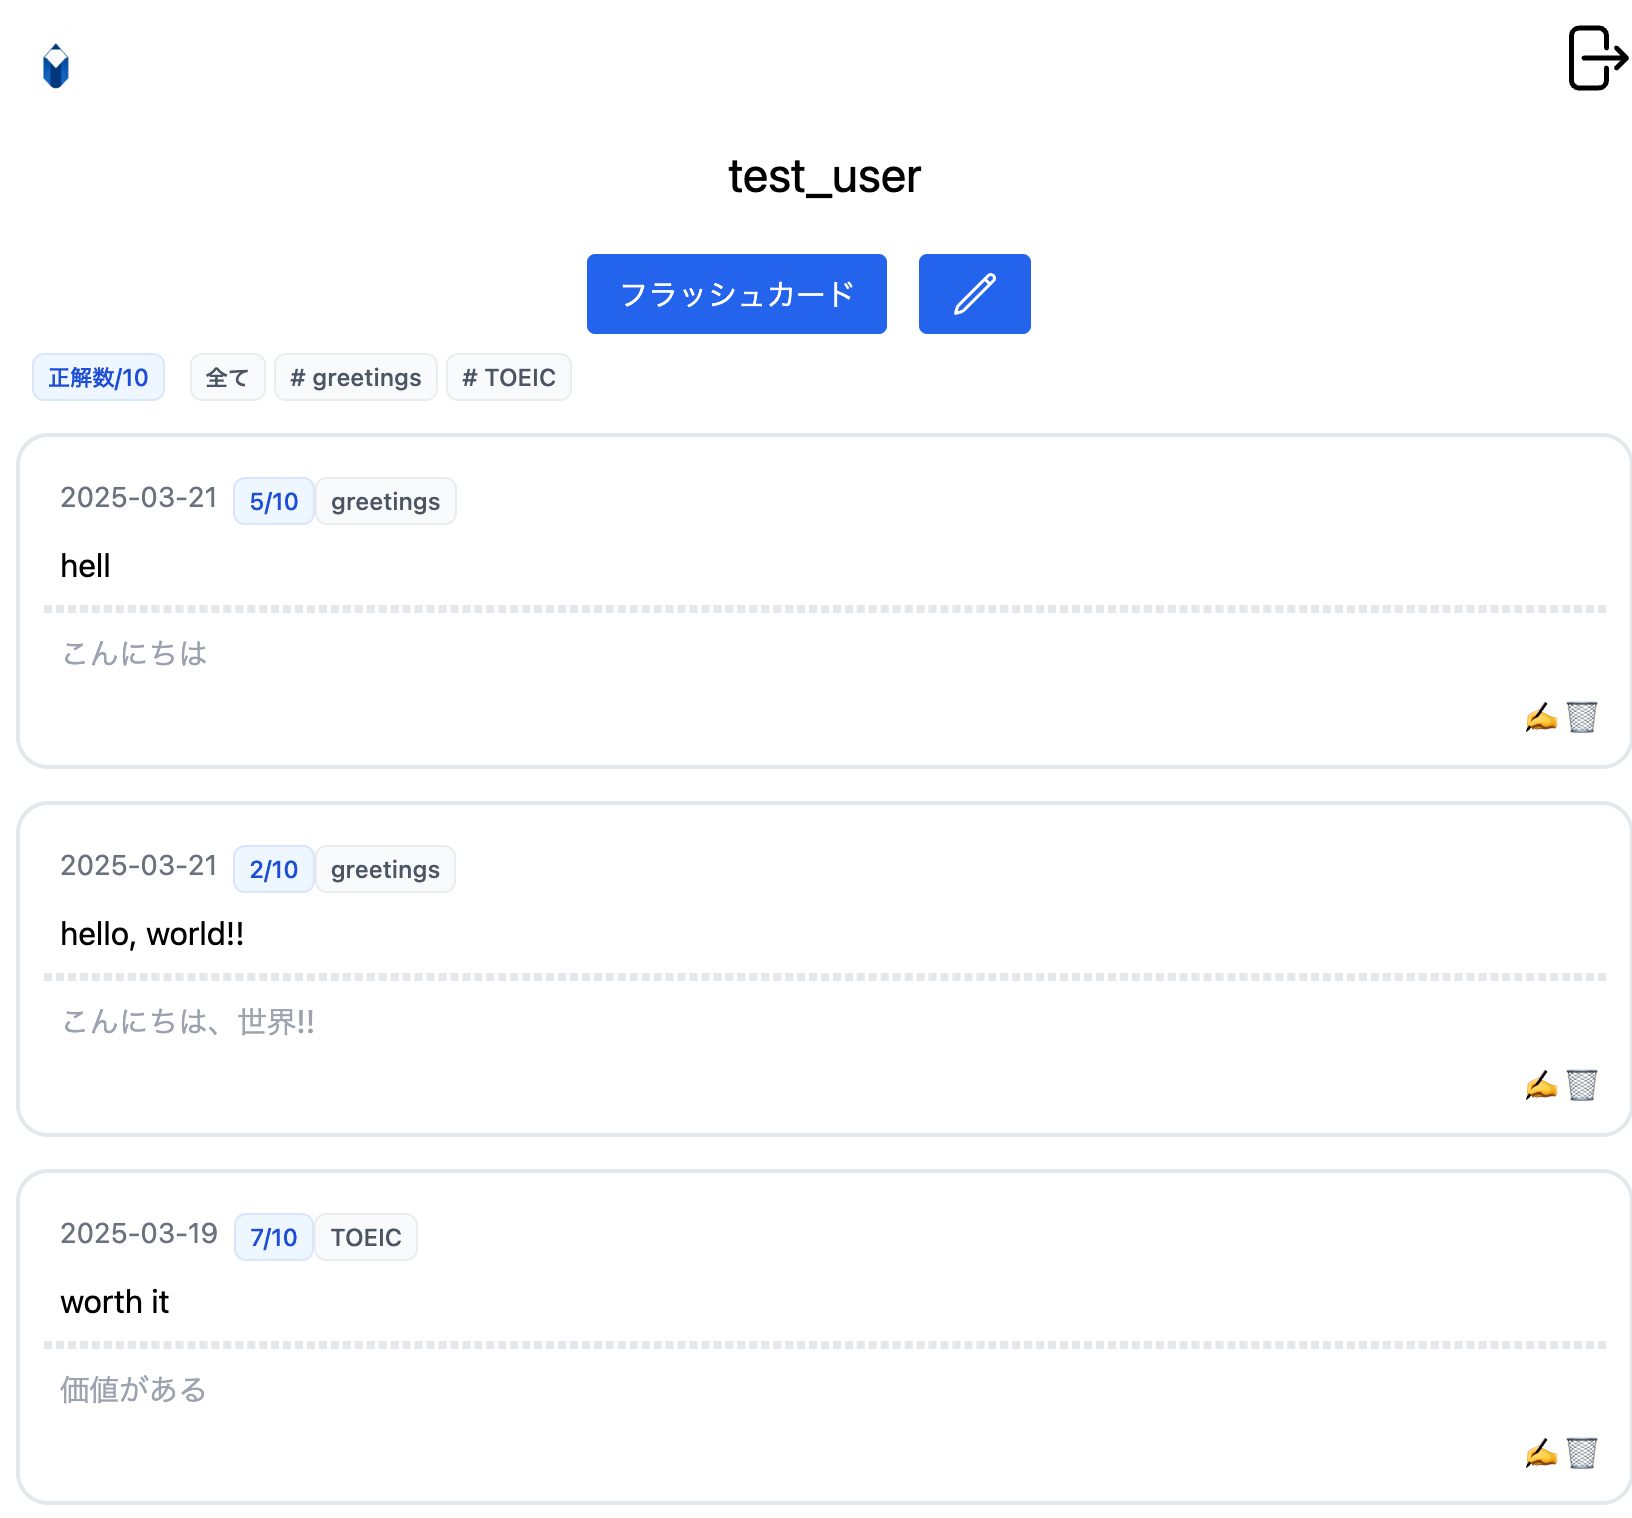 test_user
フラッシュカード
正解数/10 全て # greetings # TOEIC
2025-03-21 5/10 greetings
hell
こんにちは
2025-03-21 2/10 greetings
hello, world!!
こんにちは、世界!!
2025-03-19 7/10 TOEIC
worth it
価値がある